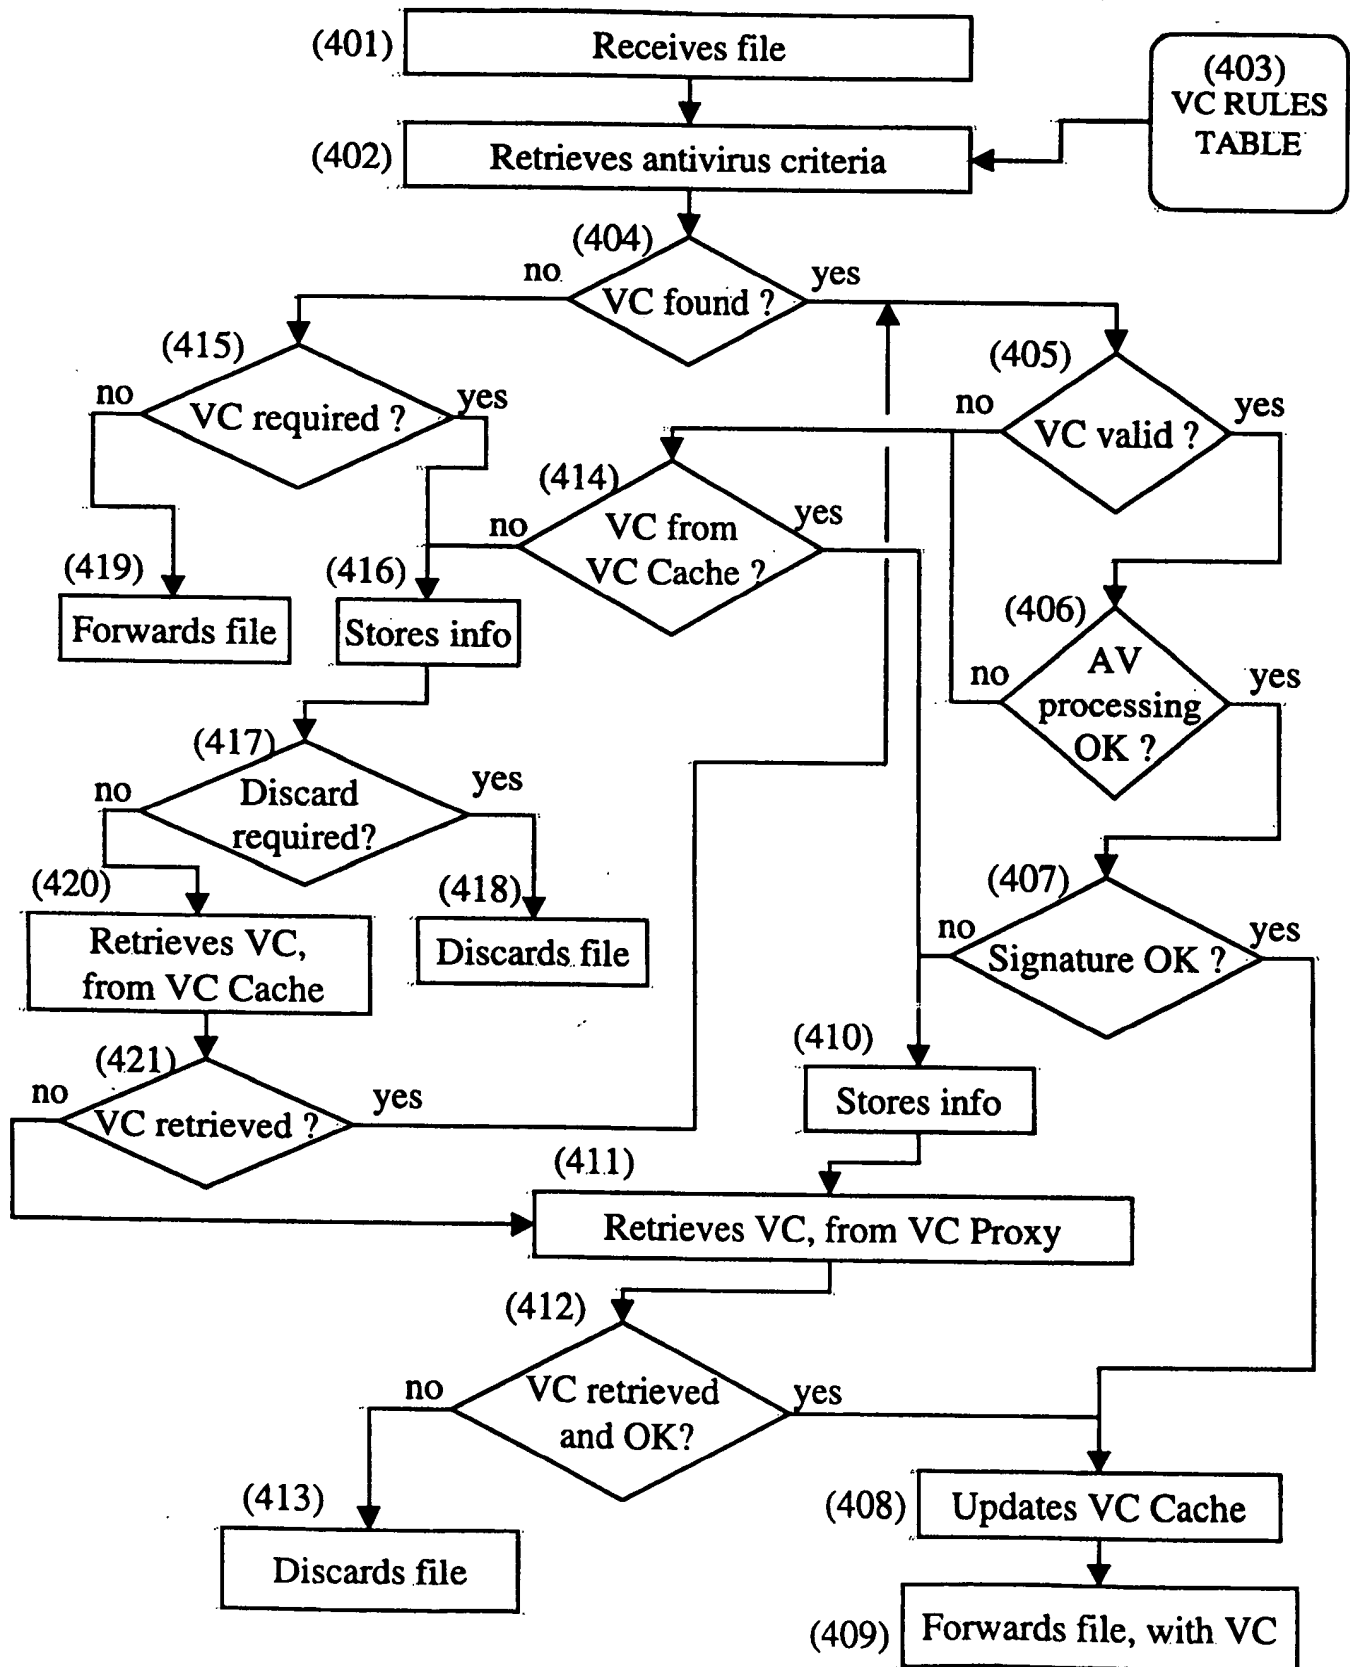 (401)
Receives file
(403)
VC RULES
TABLE
(402)
Retrieves antivirus criteria
(404)
no
yes
VC found ?
(415)
(405)
no
yes
VC required ?
no
yes
VC valid ?
(414)
no
yes
VC from
VC Cache ?
(419)
Forwards file
(416)
Stores info
(406)
no
yes
AV
processing
OK ?
(417)
no
yes
Discard
required?
(420)
Retrieves VC,
from VC Cache
(418)
Discards file
(407)
no
yes
Signature OK ?
(421)
no
yes
VC retrieved ?
(410)
Stores info
(411)
Retrieves VC, from VC Proxy
(412)
no
yes
VC retrieved
and OK?
(413)
Discards file
(408)
Updates VC Cache
(409)
Forwards file, with VC